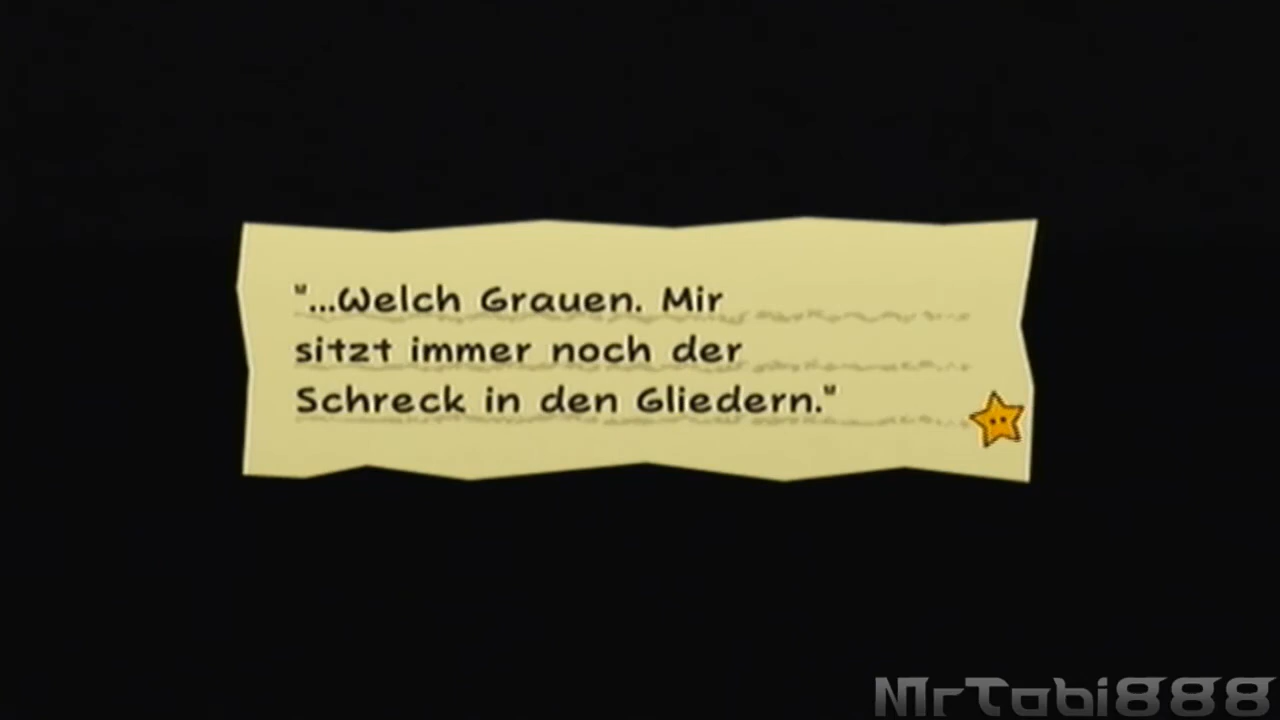 "...Welch Grauen. Mir
sitzt immer noch der
Schreck in den Gliedern."
MrTobi888